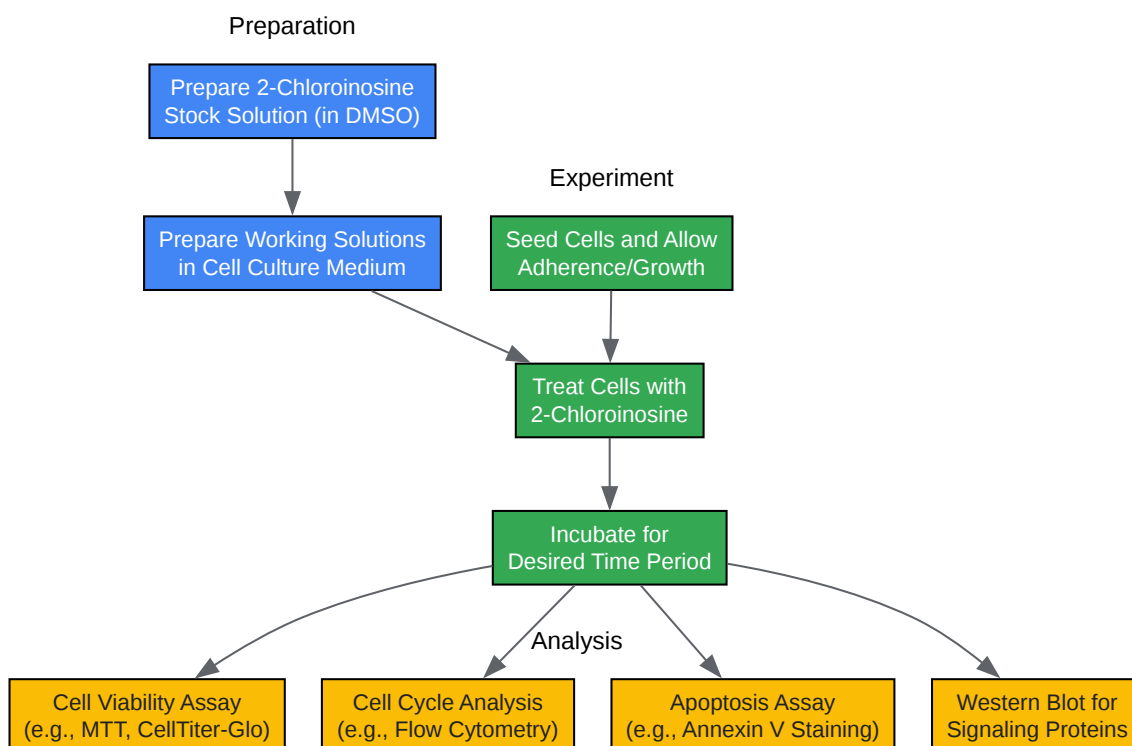 Preparation
Prepare 2-Chloroinosine
Stock Solution (in DMSO)
Experiment
Prepare Working Solutions
in Cell Culture Medium
Seed Cells and Allow
Adherence/Growth
Treat Cells with
2-Chloroinosine
Incubate for
Desired Time Period
Analysis
Cell Viability Assay
(e.g., MTT, CellTiter-Glo)
Cell Cycle Analysis
(e.g., Flow Cytometry)
Apoptosis Assay
(e.g., Annexin V Staining)
Western Blot for
Signaling Proteins